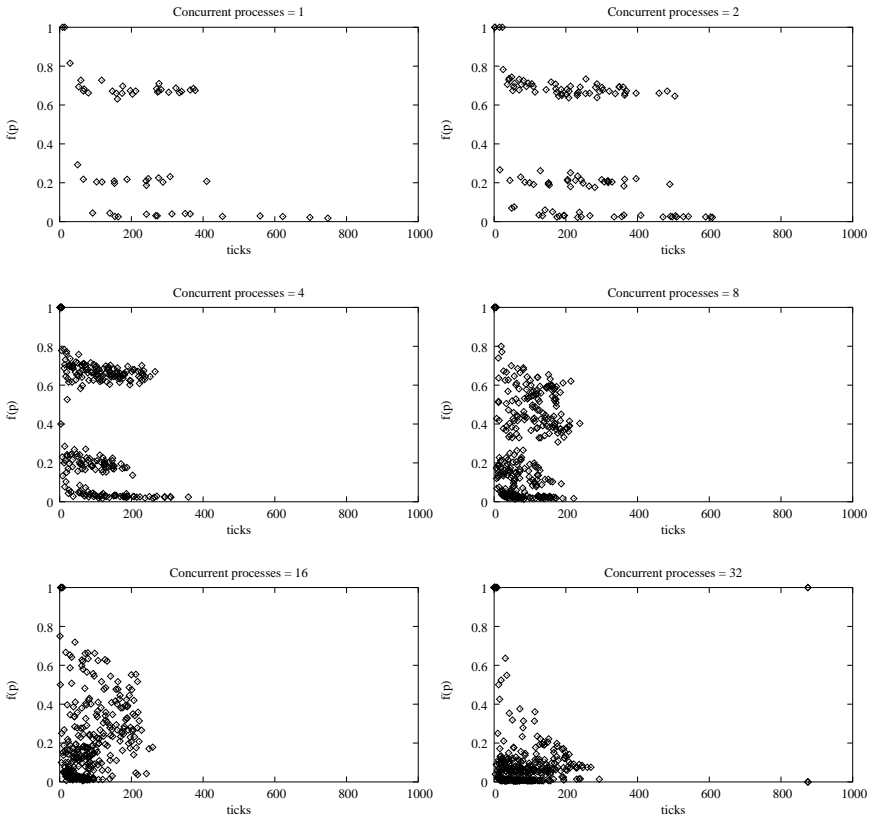 Concurrent processes = 1
1
0.8
0.6
0.4
0.2
0
f(p)
0 200 400 600 800 1000
ticks
Concurrent processes = 2
1
0.8
0.6
0.4
0.2
0
f(p)
0 200 400 600 800 1000
ticks
Concurrent processes = 4
1
0.8
0.6
0.4
0.2
0
f(p)
0 200 400 600 800 1000
ticks
Concurrent processes = 8
1
0.8
0.6
0.4
0.2
0
f(p)
0 200 400 600 800 1000
ticks
Concurrent processes = 16
1
0.8
0.6
0.4
0.2
0
f(p)
0 200 400 600 800 1000
ticks
Concurrent processes = 32
1
0.8
0.6
0.4
0.2
0
f(p)
0 200 400 600 800 1000
ticks